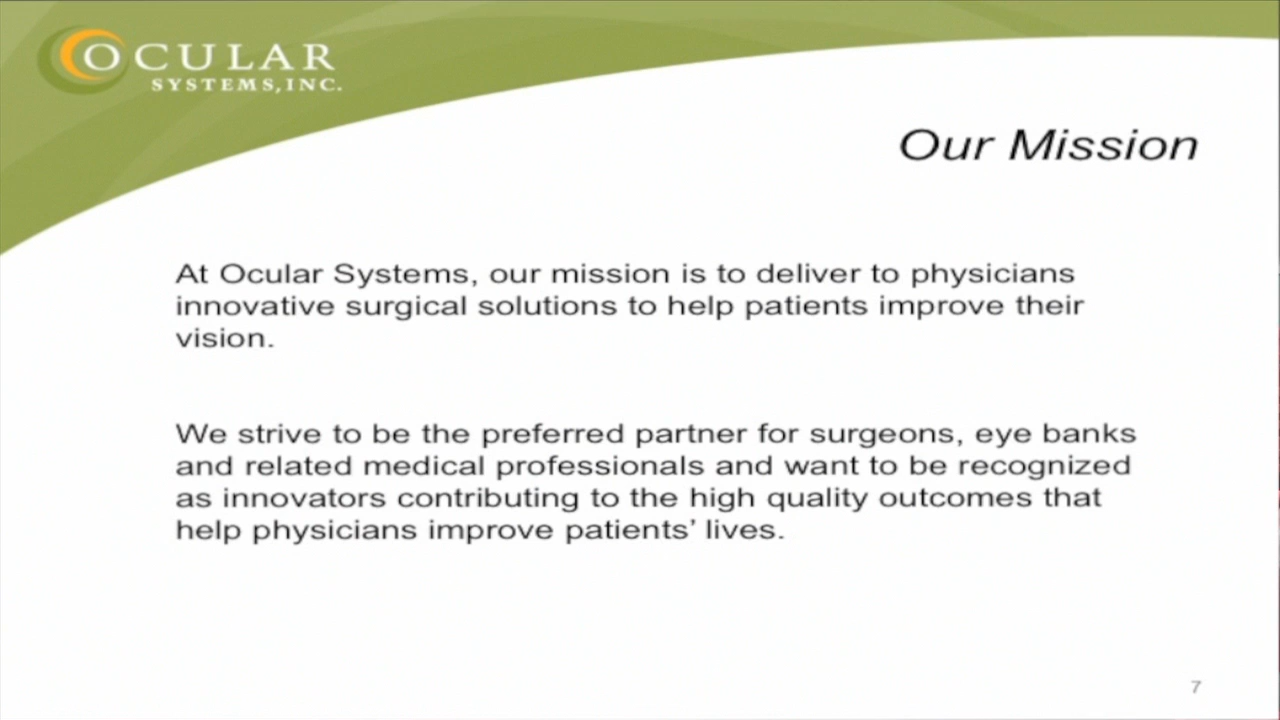 OCULAR
SYSTEMS,INC.
Our Mission
At Ocular Systems, our mission is to deliver to physicians
innovative surgical solutions to help patients improve their
vision.
We strive to be the preferred partner for surgeons, eye banks
and related medical professionals and want to be recognized
as innovators contributing to the high quality outcomes that
help physicians improve patients’ lives.
7